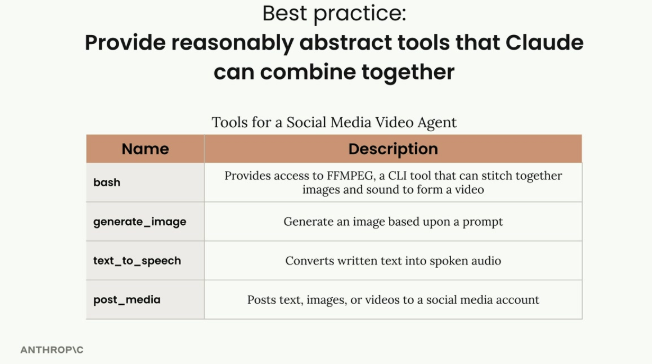 Best practice:
Provide reasonably abstract tools that Claude
can combine together
Tools for a Social Media Video Agent
Name
Description
bash
Provides access to FFMPEG, a CLI tool that can stitch together
images and sound to form a video
generate_image
Generate an image based upon a prompt
text_to_speech
Converts written text into spoken audio
post_media
Posts text, images, or videos to a social media account
ANTHROP\C